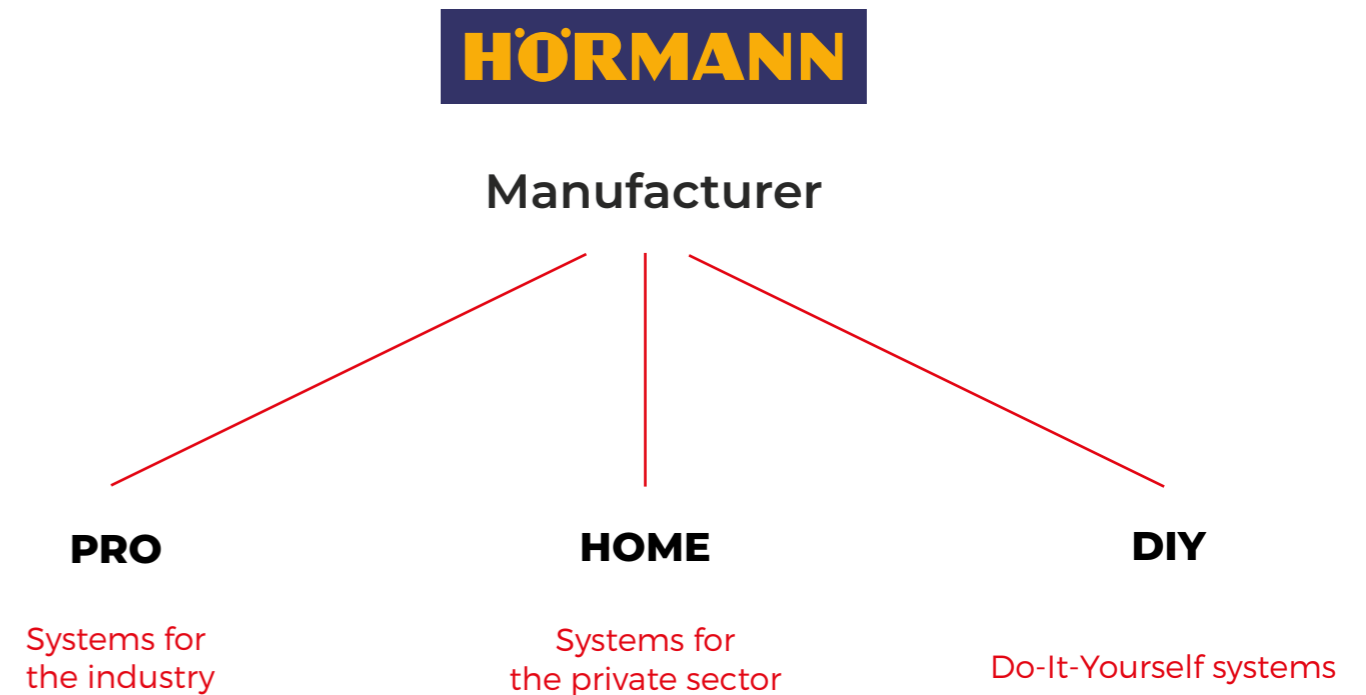 HÖRMANN
Manufacturer
PRO
HOME
DIY
Systems for
the industry
Systems for
the private sector
Do-It-Yourself systems